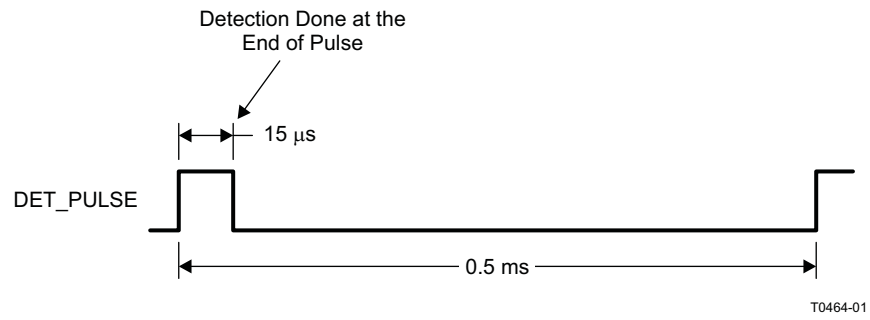 Detection Done at the
End of Pulse
15 μs
DET_PULSE
0.5 ms
T0464-01